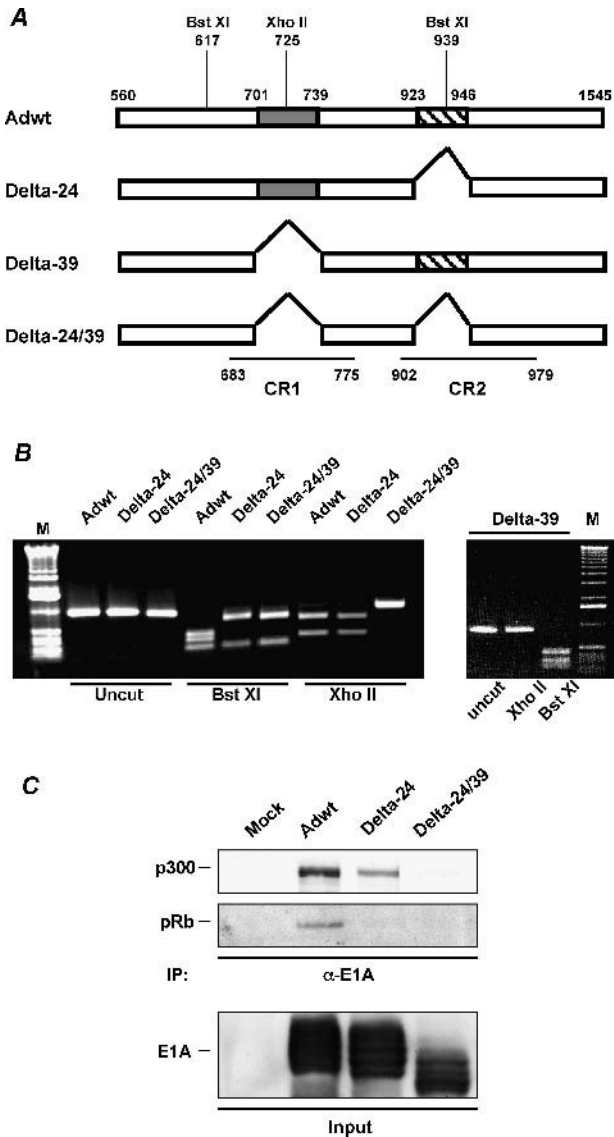 A
Bst XI Xho II Bst XI
617 725 939
560 701 739 923 946 1545
Adwt
Delta-24
Delta-39
Delta-24/39
683 775 902 979
CR1 CR2
B
M Adwt Delta-24 Delta-24/39 Adwt Delta-24 Delta-24/39 Adwt Delta-24 Delta-24/39
Uncut Bst XI Xho II
Delta-39 M
uncut Xho II Bst XI
C
Mock Adwt Delta-24 Delta-24/39
p300
pRb
IP: α-E1A
E1A
Input